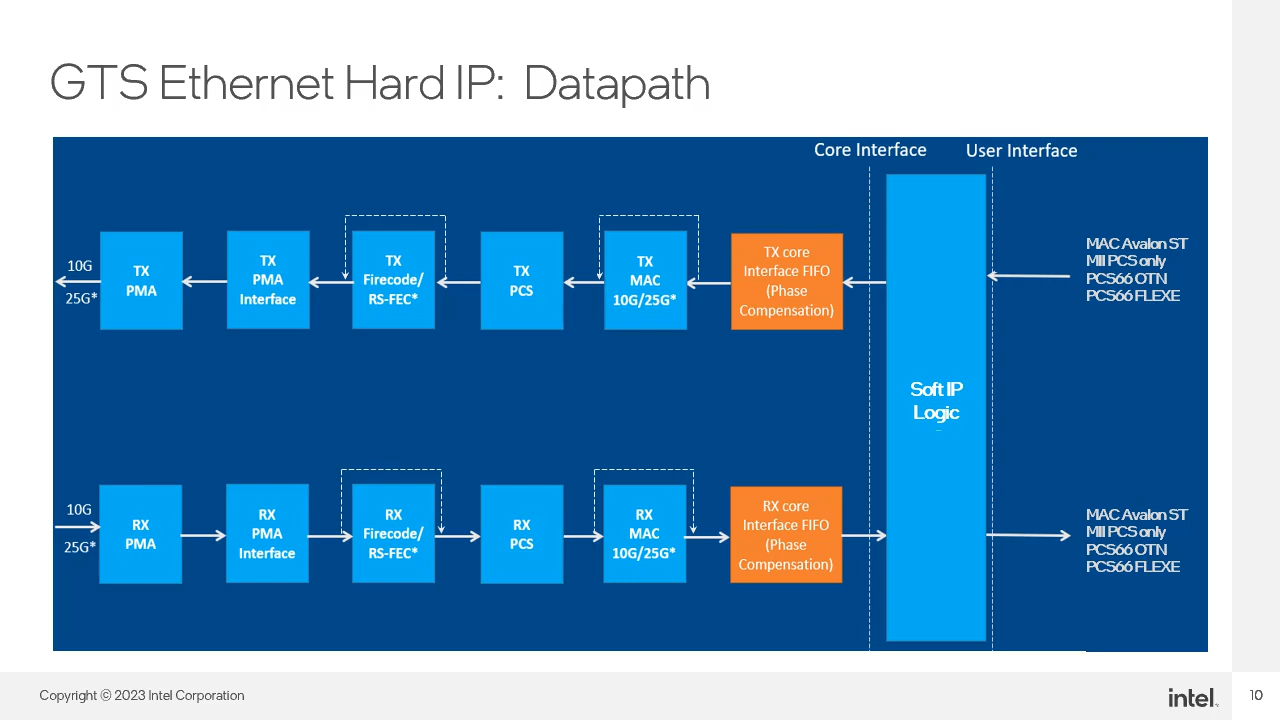 GTS Ethernet Hard IP: Datapath
Core Interface
User Interface
10G
25G*
TX
PMA
TX
PMA
Interface
TX
Firecode/
RS-FEC*
TX
PCS
TX
MAC
10G/25G*
TX core
Interface FIFO
(Phase
Compensation)
MAC Avalon ST
MII PCS only
PCS66 OTN
PCS66 FLEXE
Soft IP
Logic
10G
25G*
RX
PMA
RX
PMA
Interface
RX
Firecode/
RS-FEC*
RX
PCS
RX
MAC
10G/25G*
RX core
Interface FIFO
(Phase
Compensation)
MAC Avalon ST
MII PCS only
PCS66 OTN
PCS66 FLEXE
Copyright © 2023 Intel Corporation
intel
10